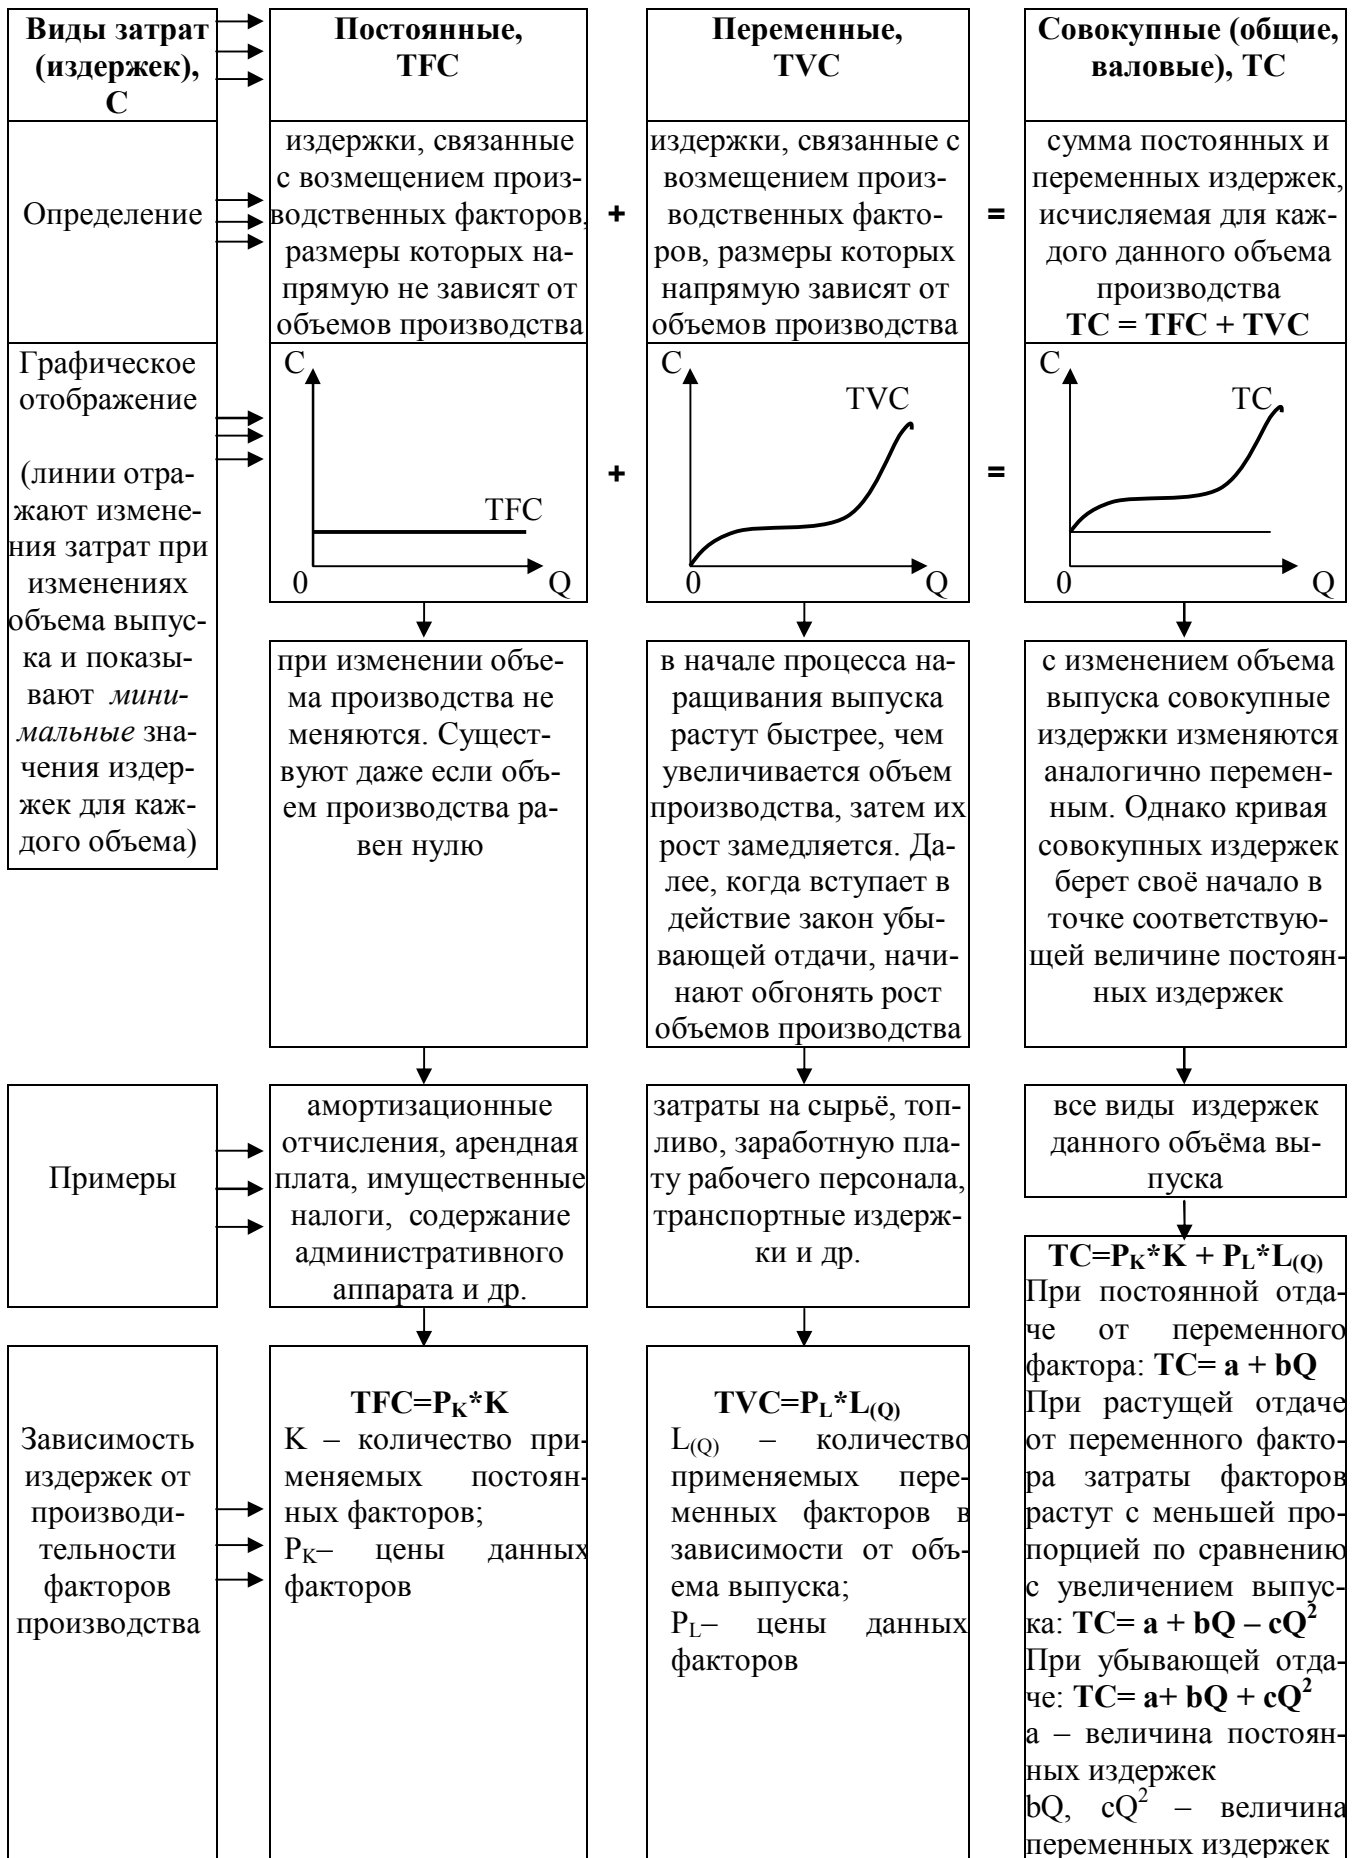 Виды затрат
(издержек),
С
Постоянные,
TFC
Переменные,
TVC
Совокупные (общие,
валовые), TC
Определение
издержки, связанные
с возмещением произ-
водственных факторов,
размеры которых на-
прямую не зависят от
объемов производства
+
издержки, связанные с
возмещением произ-
водственных факто-
ров, размеры которых
напрямую зависят от
объемов производства
=
сумма постоянных и
переменных издержек,
исчисляемая для каж-
дого данного объема
производства
TC = TFC + TVC
Графическое
отображение
(линии отра-
жают измене-
ния затрат при
изменениях
объема выпус-
ка и показы-
вают мини-
мальные зна-
чения издер-
жек для каж-
дого объема)
C
TFC
0
Q
+
C
TVC
0
Q
=
C
TC
0
Q
при изменении объе-
ма производства не
меняются. Сущест-
вуют даже если объ-
ем производства ра-
вен нулю
в начале процесса на-
ращивания выпуска
растут быстрее, чем
увеличивается объем
производства, затем их
рост замедляется. Да-
лее, когда вступает в
действие закон убы-
вающей отдачи, начи-
нают обгонять рост
объемов производства
с изменением объема
выпуска совокупные
издержки изменяются
аналогично перемен-
ным. Однако кривая
совокупных издержек
берет своё начало в
точке соответствую-
щей величине постоян-
ных издержек
Примеры
амортизационные
отчисления, арендная
плата, имущественные
налоги, содержание
административного
аппарата и др.
затраты на сырьё, топ-
ливо, заработную пла-
ту рабочего персонала,
транспортные издерж-
ки и др.
все виды издержек
данного объёма вы-
пуска
Зависимость
издержек от
производи-
тельности
факторов
производства
TFC=P_K*K
K – количество при-
меняемых постоян-
ных факторов;
P_K– цены данных
факторов
TVC=P_L*L_(Q)
L_(Q) – количество
применяемых пере-
менных факторов в
зависимости от объ-
ема выпуска;
P_L– цены данных
факторов
TC=P_K*K + P_L*L_(Q)
При постоянной отда-
че от переменного
фактора: TC= a + bQ
При растущей отдаче
от переменного факто-
ра затраты факторов
растут с меньшей про-
порцией по сравнению
с увеличением выпус-
ка: TC= a + bQ – cQ²
При убывающей отда-
че: TC= a+ bQ + cQ²
a – величина постоян-
ных издержек
bQ, cQ² – величина
переменных издержек